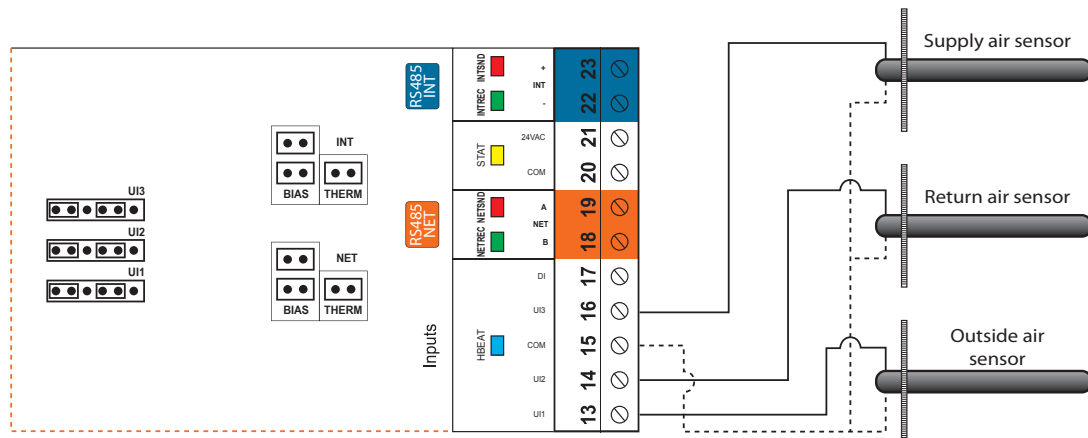 UI3
UI2
UI1
INT
BIAS
THERM
NET
BIAS
THERM
RS485
INT
RS485
NET
Inputs
INTREC INTSND
+
INT
-
STAT
24VAC
COM
NETREC NETSND
A
NET
B
HBEAT
DI
UI3
COM
UI2
UI1
23
22
21
20
19
18
17
16
15
14
13
Supply air sensor
Return air sensor
Outside air
sensor